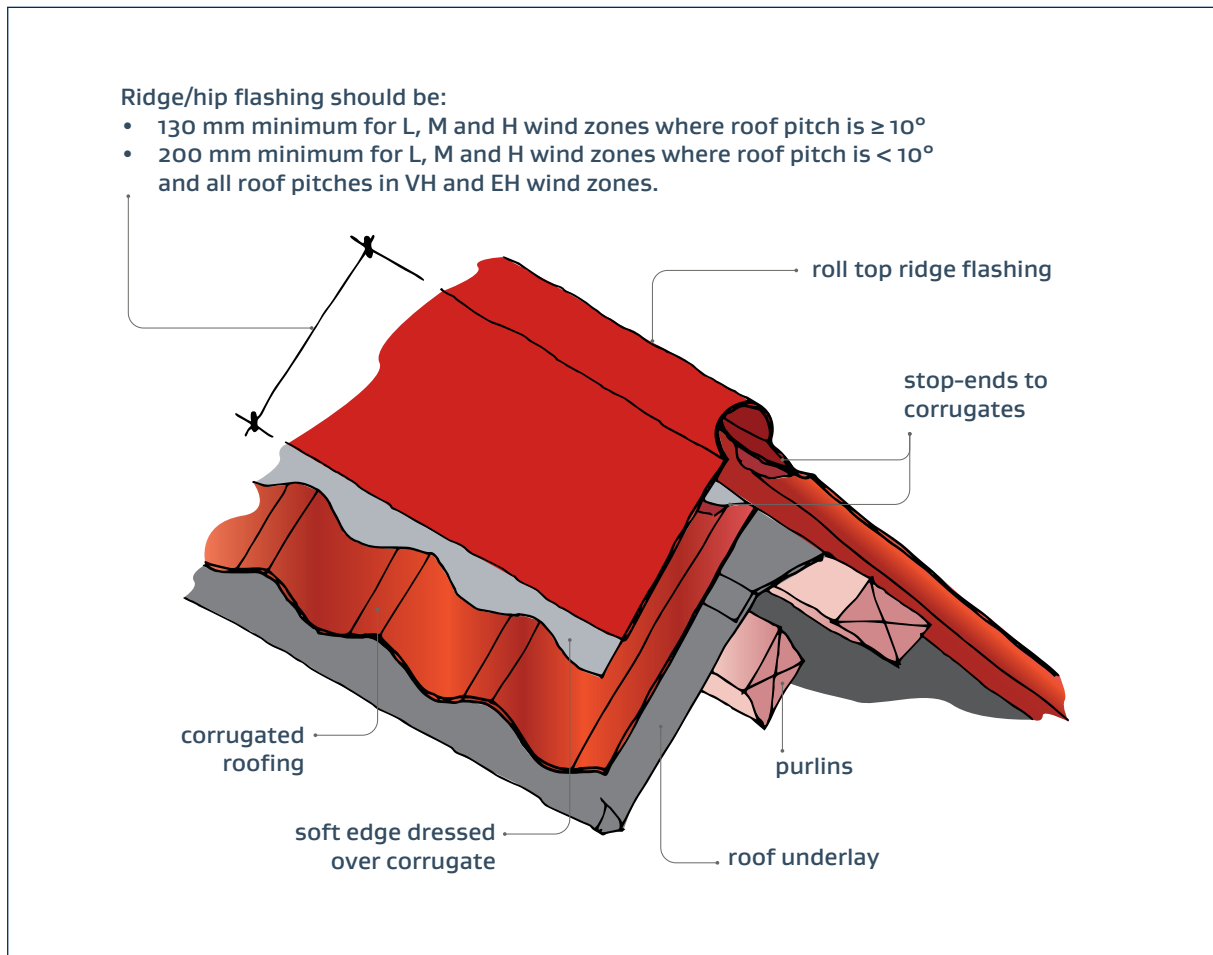 Ridge/hip flashing should be:
• 130 mm minimum for L, M and H wind zones where roof pitch is ≥ 10°
• 200 mm minimum for L, M and H wind zones where roof pitch is < 10°
and all roof pitches in VH and EH wind zones.
roll top ridge flashing
stop-ends to
corrugates
corrugated
roofing
purlins
soft edge dressed
over corrugate
roof underlay